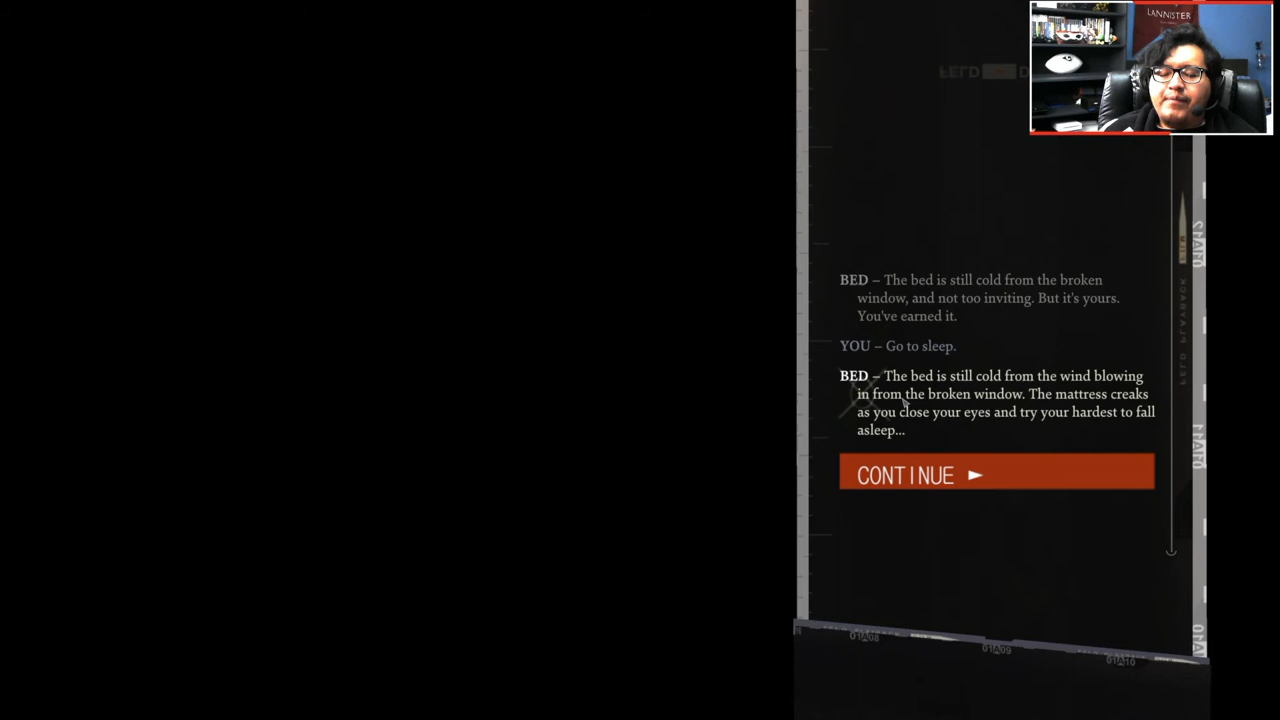 LANNISTER
BED – The bed is still cold from the broken
window, and not too inviting. But it's yours.
You've earned it.
YOU – Go to sleep.
BED – The bed is still cold from the wind blowing
in from the broken window. The mattress creaks
as you close your eyes and try your hardest to fall
asleep...
CONTINUE
01A08
01A09
01A10